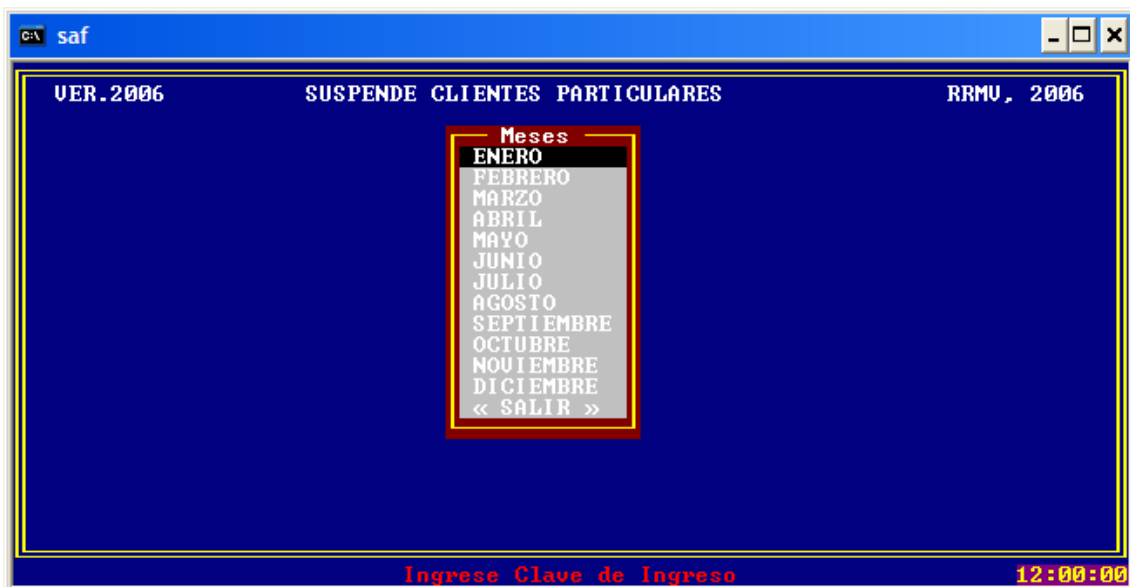 saf
VER.2006 SUSPENDE CLIENTES PARTICULARES RRMV, 2006
Meses
ENERO
FEBRERO
MARZO
ABRIL
MAYO
JUNIO
JULIO
AGOSTO
SEPTIEMBRE
OCTUBRE
NOVIEMBRE
DICIEMBRE
« SALIR »
Ingrese Clave de Ingreso 12:00:00